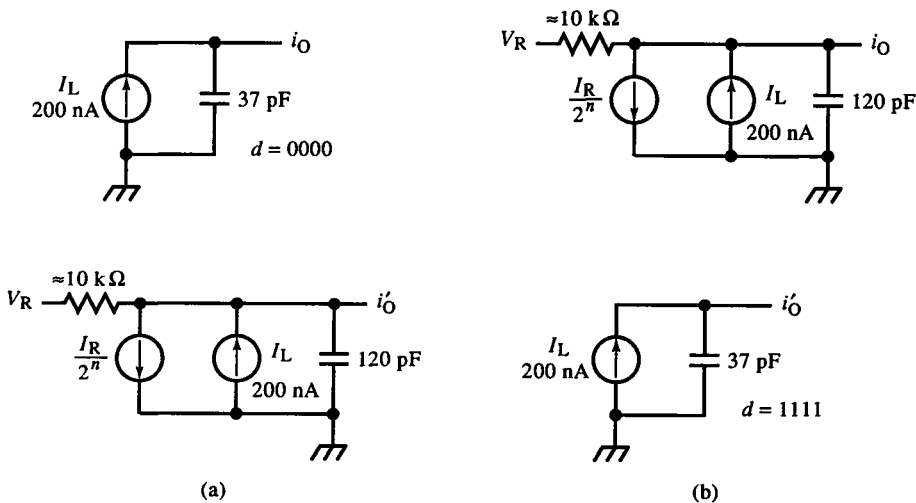 i_O
I_L
200 nA
37 pF
d = 0000
≈10 kΩ
V_R
i'_O
I_R
2^n
I_L
200 nA
120 pF
(a)
≈10 kΩ
V_R
i_O
I_R
2^n
I_L
200 nA
120 pF
i'_O
I_L
200 nA
37 pF
d = 1111
(b)